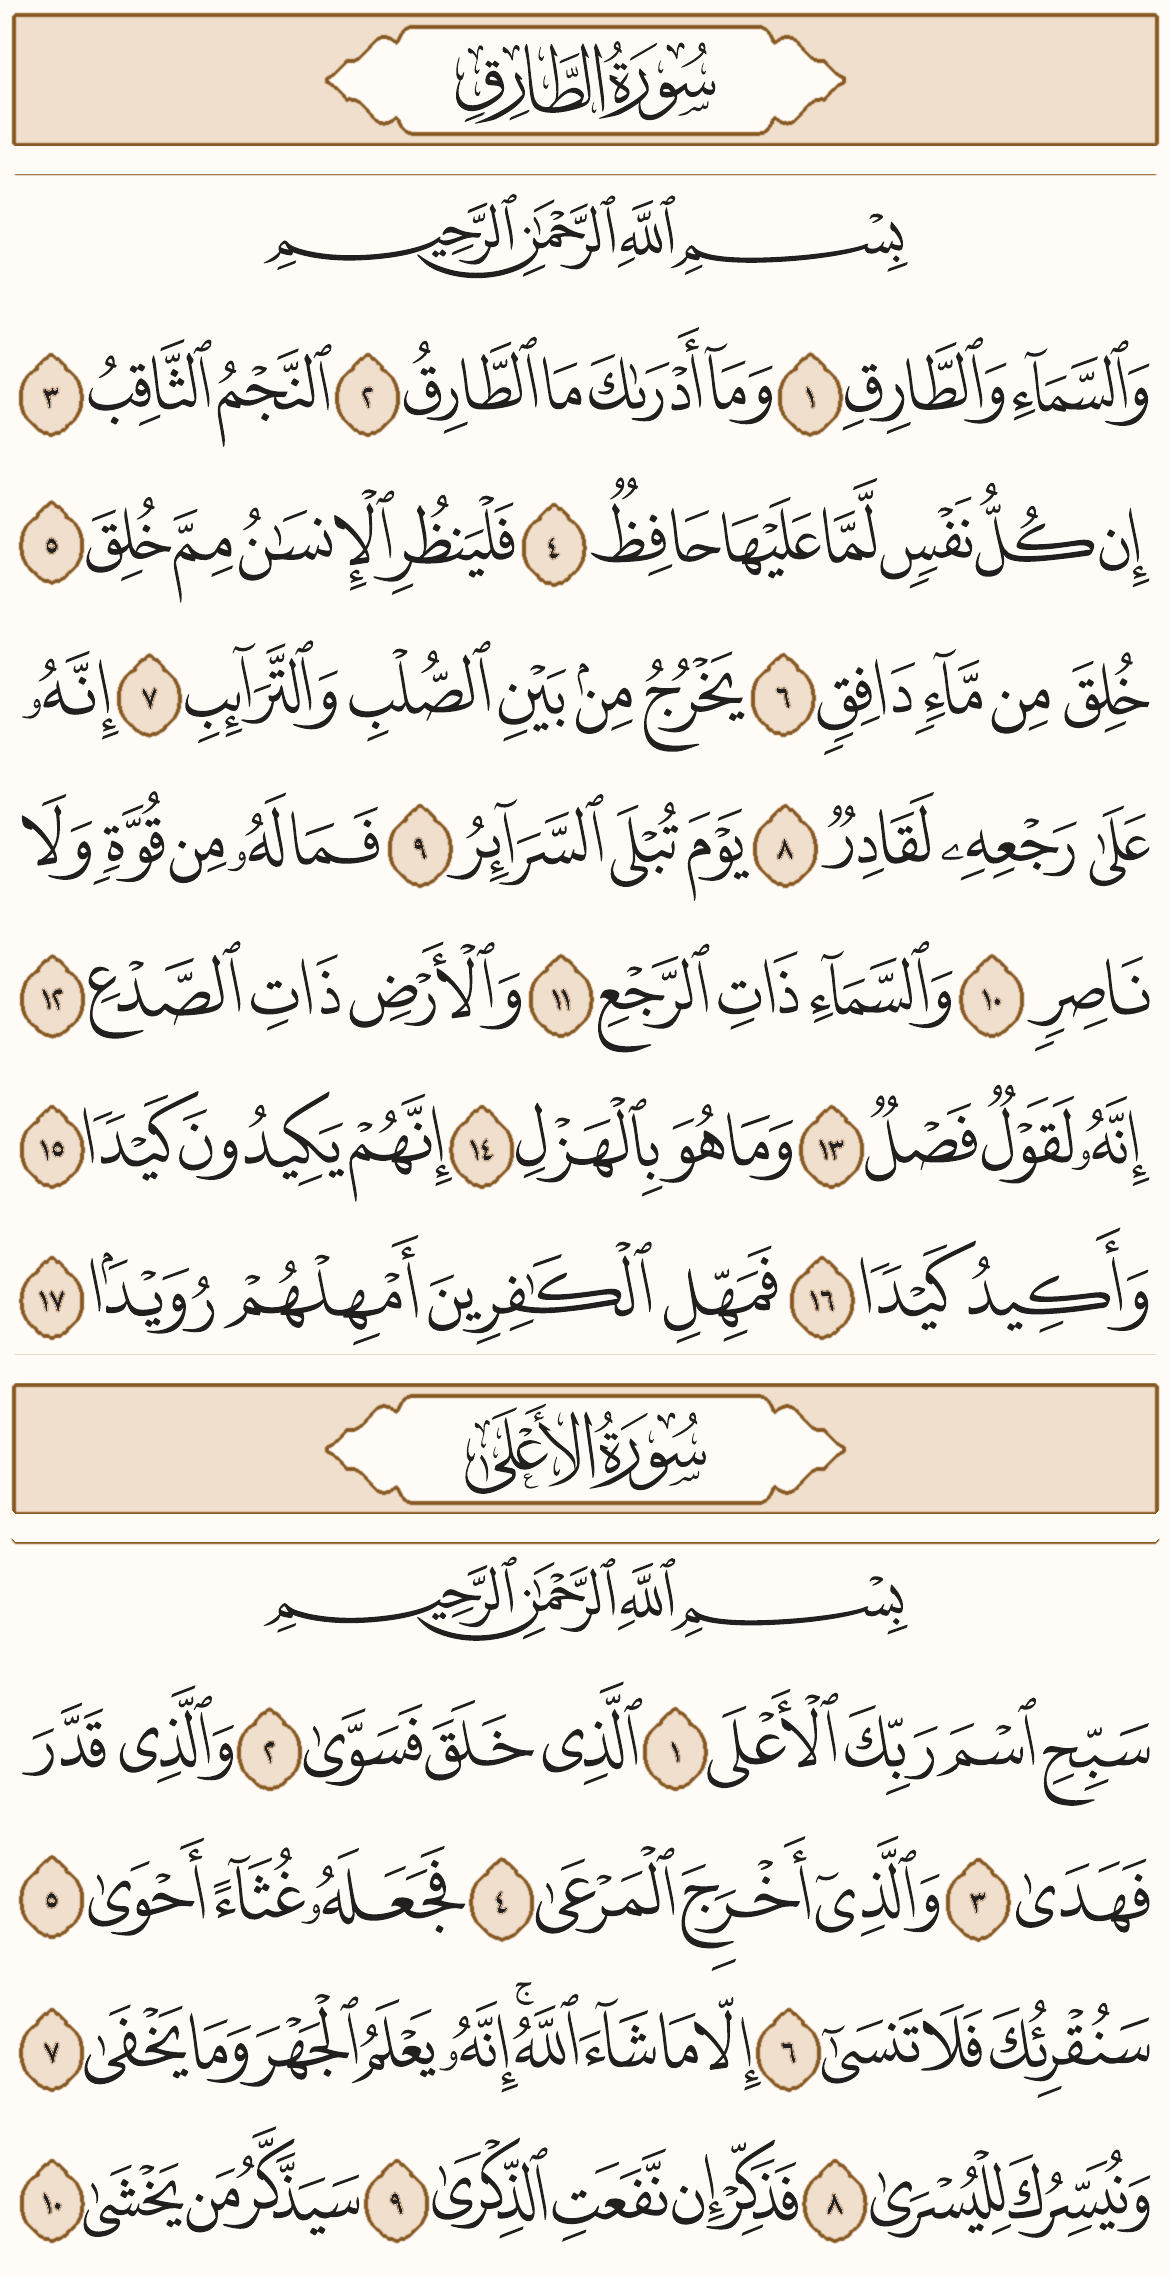 سُورَةُ الطَّارِقِ
بِسْمِ ٱللَّهِ ٱلرَّحْمَٰنِ ٱلرَّحِيمِ
وَٱلسَّمَآءِ وَٱلطَّارِقِ ١ وَمَآ أَدْرَىٰكَ مَا ٱلطَّارِقُ ٢ ٱلنَّجْمُ ٱلثَّاقِبُ ٣
إِن كُلُّ نَفْسٍ لَّمَّا عَلَيْهَا حَافِظٌ ٤ فَلْيَنظُرِ ٱلْإِنسَٰنُ مِمَّ خُلِقَ ٥
خُلِقَ مِن مَّآءٍ دَافِقٍ ٦ يَخْرُجُ مِنۢ بَيْنِ ٱلصُّلْبِ وَٱلتَّرَآئِبِ ٧ إِنَّهُۥ
عَلَىٰ رَجْعِهِۦ لَقَادِرٌ ٨ يَوْمَ تُبْلَى ٱلسَّرَآئِرُ ٩ فَمَا لَهُۥ مِن قُوَّةٍ وَلَا
نَاصِرٍ ١٠ وَٱلسَّمَآءِ ذَاتِ ٱلرَّجْعِ ١١ وَٱلْأَرْضِ ذَاتِ ٱلصَّدْعِ ١٢
إِنَّهُۥ لَقَوْلٌ فَصْلٌ ١٣ وَمَا هُوَ بِٱلْهَزْلِ ١٤ إِنَّهُمْ يَكِيدُونَ كَيْدًا ١٥
وَأَكِيدُ كَيْدًا ١٦ فَمَهِّلِ ٱلْكَٰفِرِينَ أَمْهِلْهُمْ رُوَيْدَۢا ١٧
سُورَةُ الأَعْلَىٰ
بِسْمِ ٱللَّهِ ٱلرَّحْمَٰنِ ٱلرَّحِيمِ
سَبِّحِ ٱسْمَ رَبِّكَ ٱلْأَعْلَى ١ ٱلَّذِى خَلَقَ فَسَوَّىٰ ٢ وَٱلَّذِى قَدَّرَ
فَهَدَىٰ ٣ وَٱلَّذِىٓ أَخْرَجَ ٱلْمَرْعَىٰ ٤ فَجَعَلَهُۥ غُثَآءً أَحْوَىٰ ٥
سَنُقْرِئُكَ فَلَا تَنسَىٰٓ ٦ إِلَّا مَا شَآءَ ٱللَّهُ ۚ إِنَّهُۥ يَعْلَمُ ٱلْجَهْرَ وَمَا يَخْفَىٰ ٧
وَنُيَسِّرُكَ لِلْيُسْرَىٰ ٨ فَذَكِّرْ إِن نَّفَعَتِ ٱلذِّكْرَىٰ ٩ سَيَذَّكَّرُ مَن يَخْشَىٰ ١٠